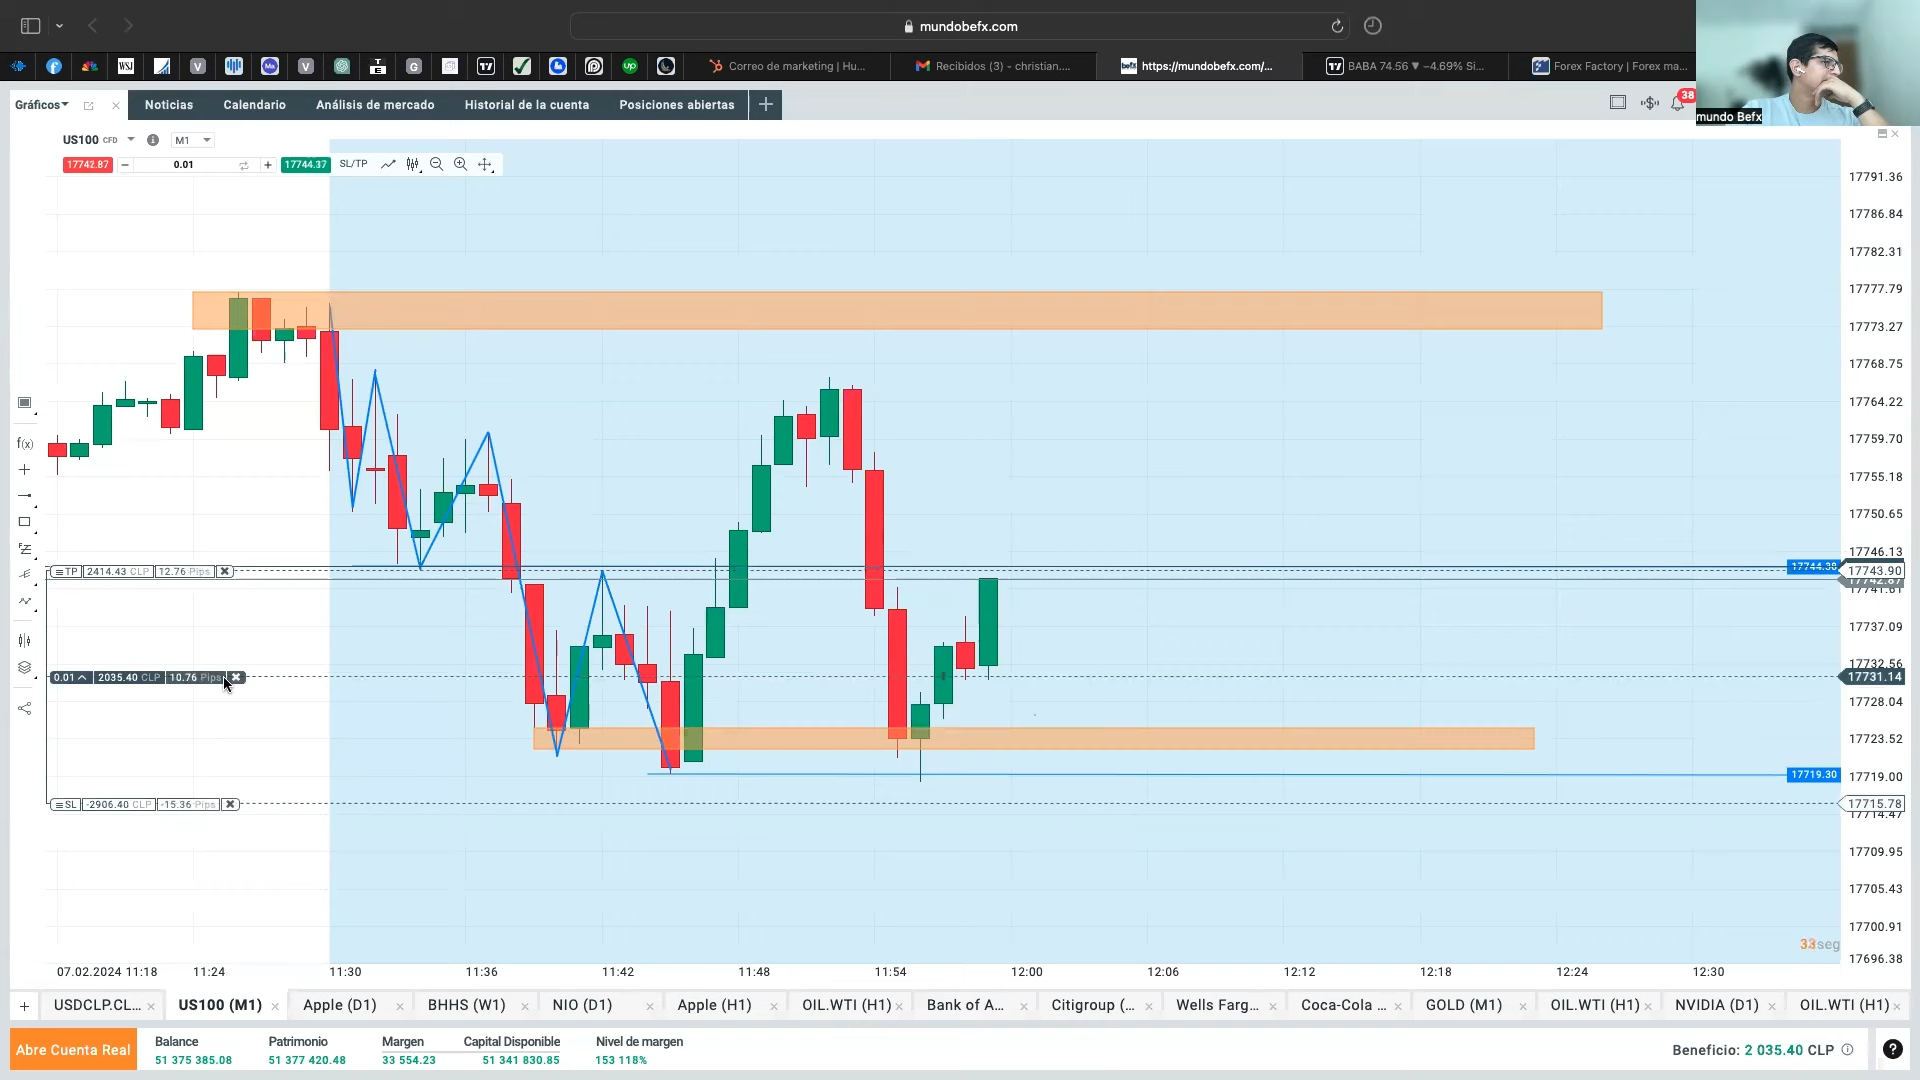 mundobefx.com
WSJ
Correo de marketing | Hu...
Recibidos (3) - christian....
befx https://mundobefx.com/...
BABA 74.56 ▼ −4.69% Si...
Forex Factory | Forex ma...
mundo Befx
Gráficos
Noticias
Calendario
Análisis de mercado
Historial de la cuenta
Posiciones abiertas
38
US100 CFD
M1
17742.87
0.01
17744.37
SL/TP
17791.36
17786.84
17782.31
17777.79
17773.27
17768.75
17764.22
17759.70
17755.18
17750.65
17746.13
17744.38
17743.90
17742.87
17741.61
17737.09
17732.56
17731.14
17728.04
17723.52
17719.30
17719.00
17715.78
17714.47
17709.95
17705.43
17700.91
17696.38
f(x)
TP 2414.43 CLP 12.76 Pips
0.01 2035.40 CLP 10.76 Pips
SL -2906.40 CLP -15.36 Pips
33seg
07.02.2024 11:18 11:24 11:30 11:36 11:42 11:48 11:54 12:00 12:06 12:12 12:18 12:24 12:30
USDCLP.CL... US100 (M1) Apple (D1) BHHS (W1) NIO (D1) Apple (H1) OIL.WTI (H1) Bank of A... Citigroup (... Wells Farg... Coca-Cola ... GOLD (M1) OIL.WTI (H1) NVIDIA (D1) OIL.WTI (H1)
Abre Cuenta Real
Balance Patrimonio Margen Capital Disponible Nivel de margen
51 375 385.08 51 377 420.48 33 554.23 51 341 830.85 153 118%
Beneficio: 2 035.40 CLP